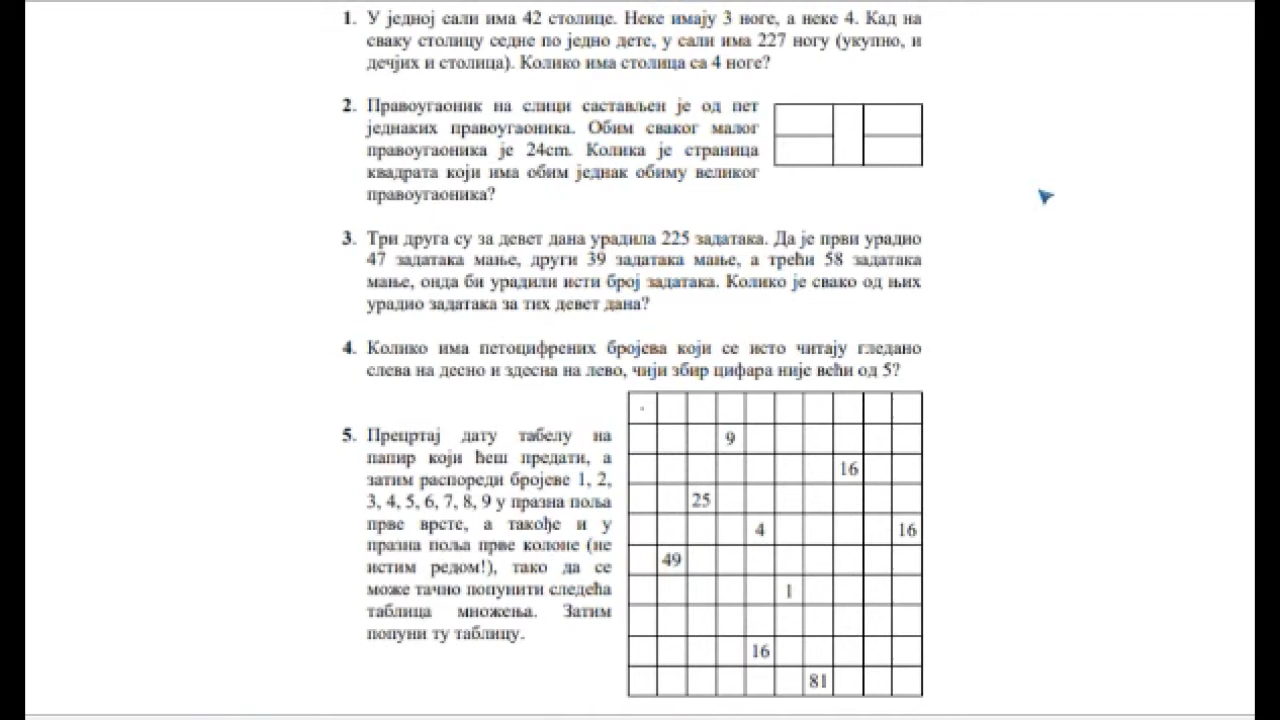 1. У једној сали има 42 столице. Неке имају 3 ноге, а неке 4. Кад на
сваку столицу седне по једно дете, у сали има 227 ногу (укупно, и
дечјих и столица). Колико има столица са 4 ноге?
2. Правоугаоник на слици састављен је од пет
једнаких правоугаоника. Обим сваког малог
правоугаоника је 24cm. Колика је страница
квадрата који има обим једнак обиму великог
правоугаоника?
3. Три друга су за девет дана урадила 225 задатака. Да је први урадио
47 задатака мање, други 39 задатака мање, а трећи 58 задатака
мање, онда би урадили исти број задатака. Колико је свако од њих
урадио задатака за тих девет дана?
4. Колико има петоцифрених бројева који се исто читају гледано
слева на десно и здесна на лево, чији збир цифара није већи од 5?
5. Прецртај дату табелу на
папир који ћеш предати, а
затим распореди бројеве 1, 2,
3, 4, 5, 6, 7, 8, 9 у празна поља
прве врсте, а такође и у
празна поља прве колоне (не
истим редом!), тако да се
може тачно попунити следећа
таблица множења. Затим
попуни ту таблицу.
·
9
16
25
4 16
49
1
16
81